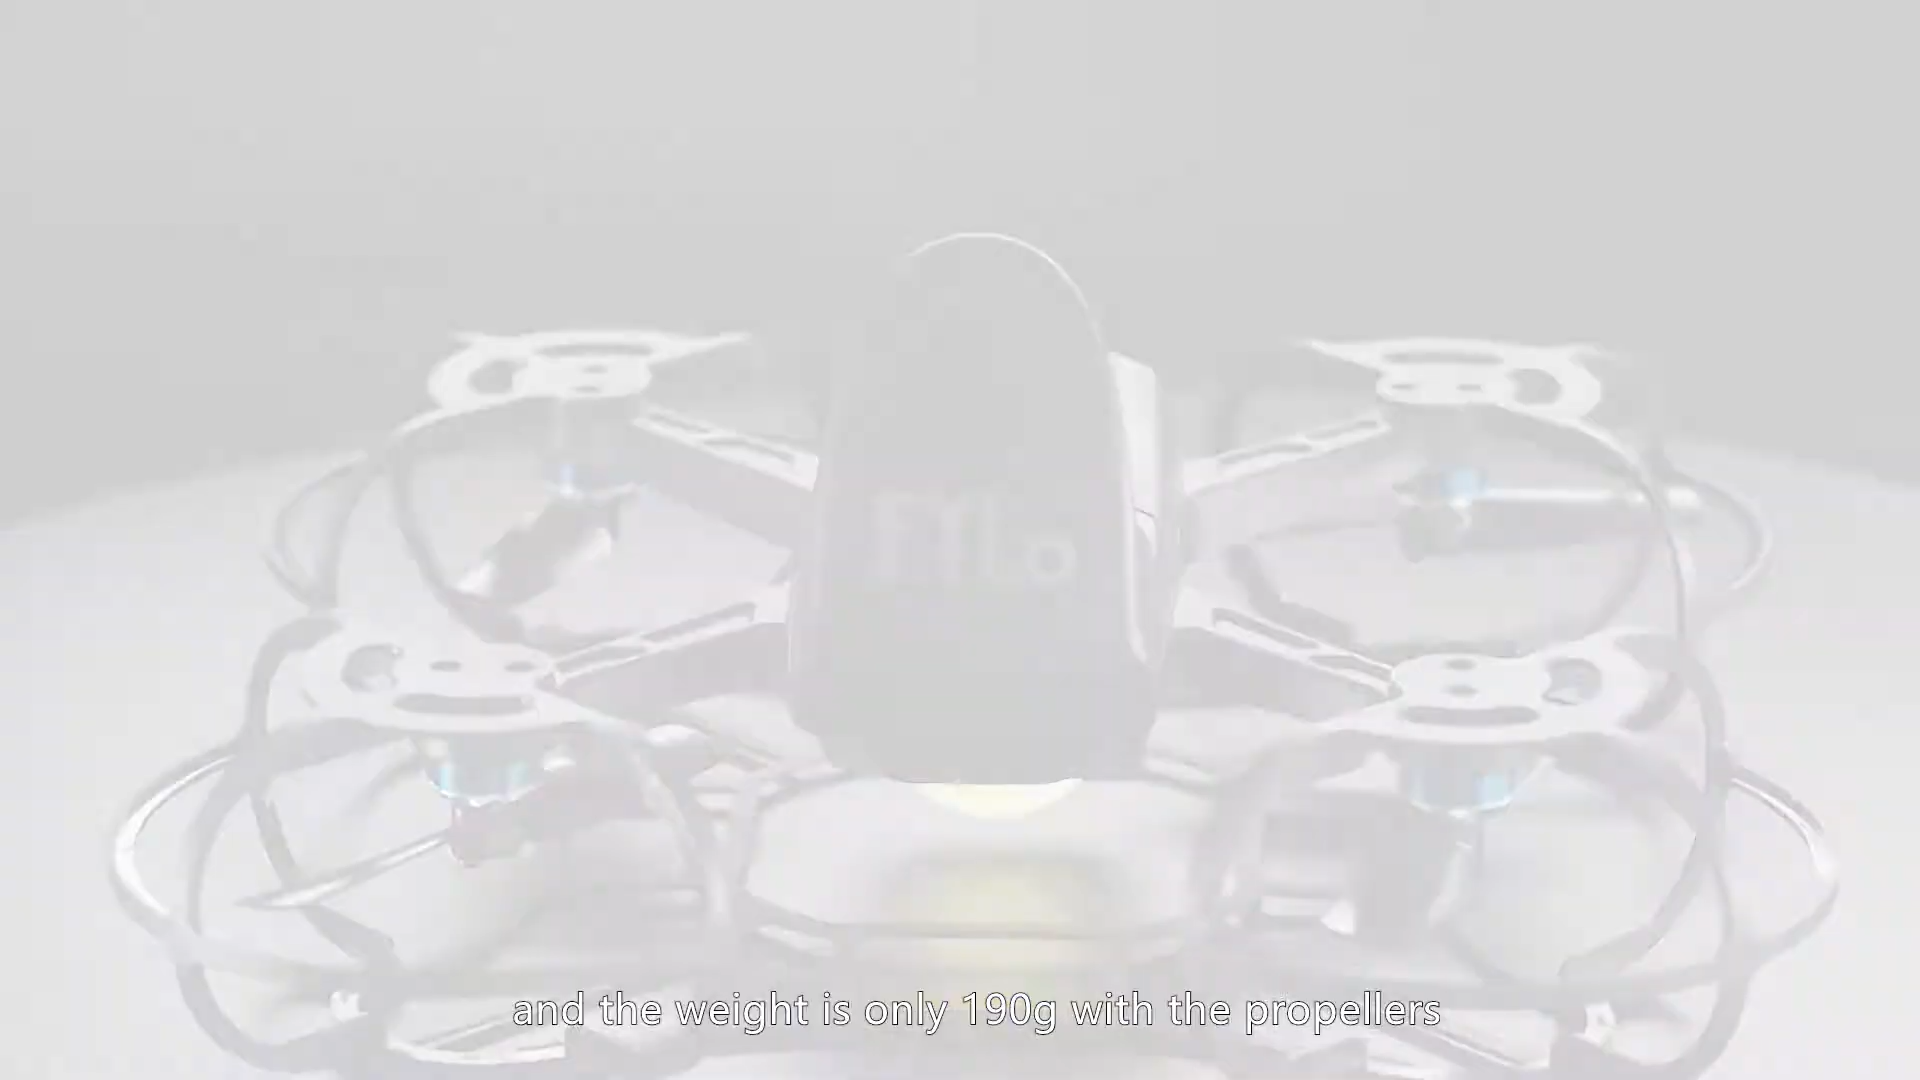 and the weight is only 190g with the propellers